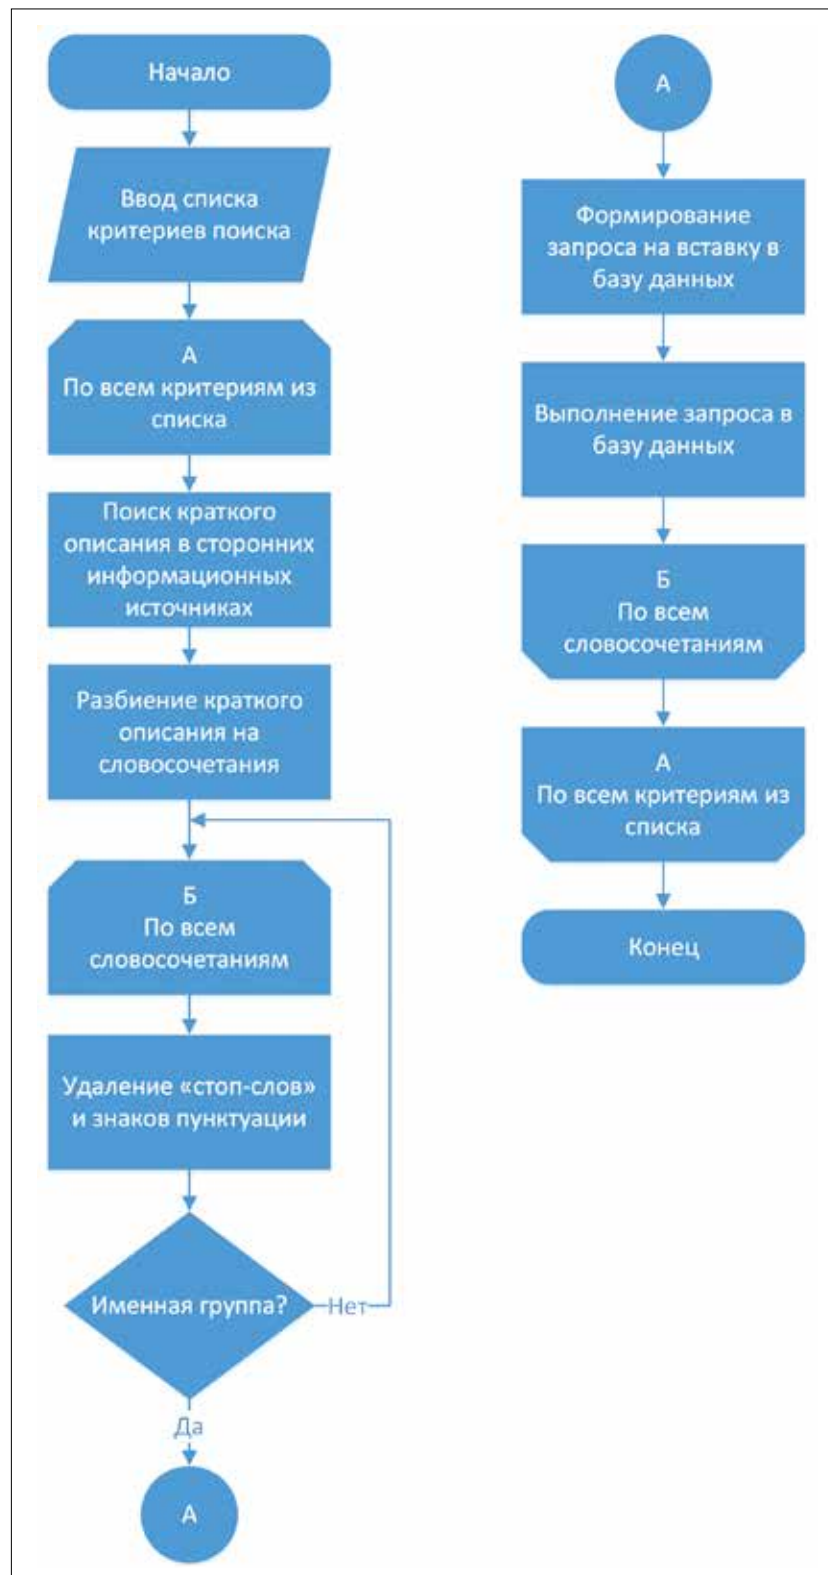 Начало
Ввод списка
критериев поиска
А
По всем критериям из
списка
Поиск краткого
описания в сторонних
информационных
источниках
Разбиение краткого
описания на
словосочетания
Б
По всем
словосочетаниям
Удаление «стоп-слов»
и знаков пунктуации
Именная группа?
Нет
Да
А
А
Формирование
запроса на вставку в
базу данных
Выполнение запроса в
базу данных
Б
По всем
словосочетаниям
А
По всем критериям из
списка
Конец